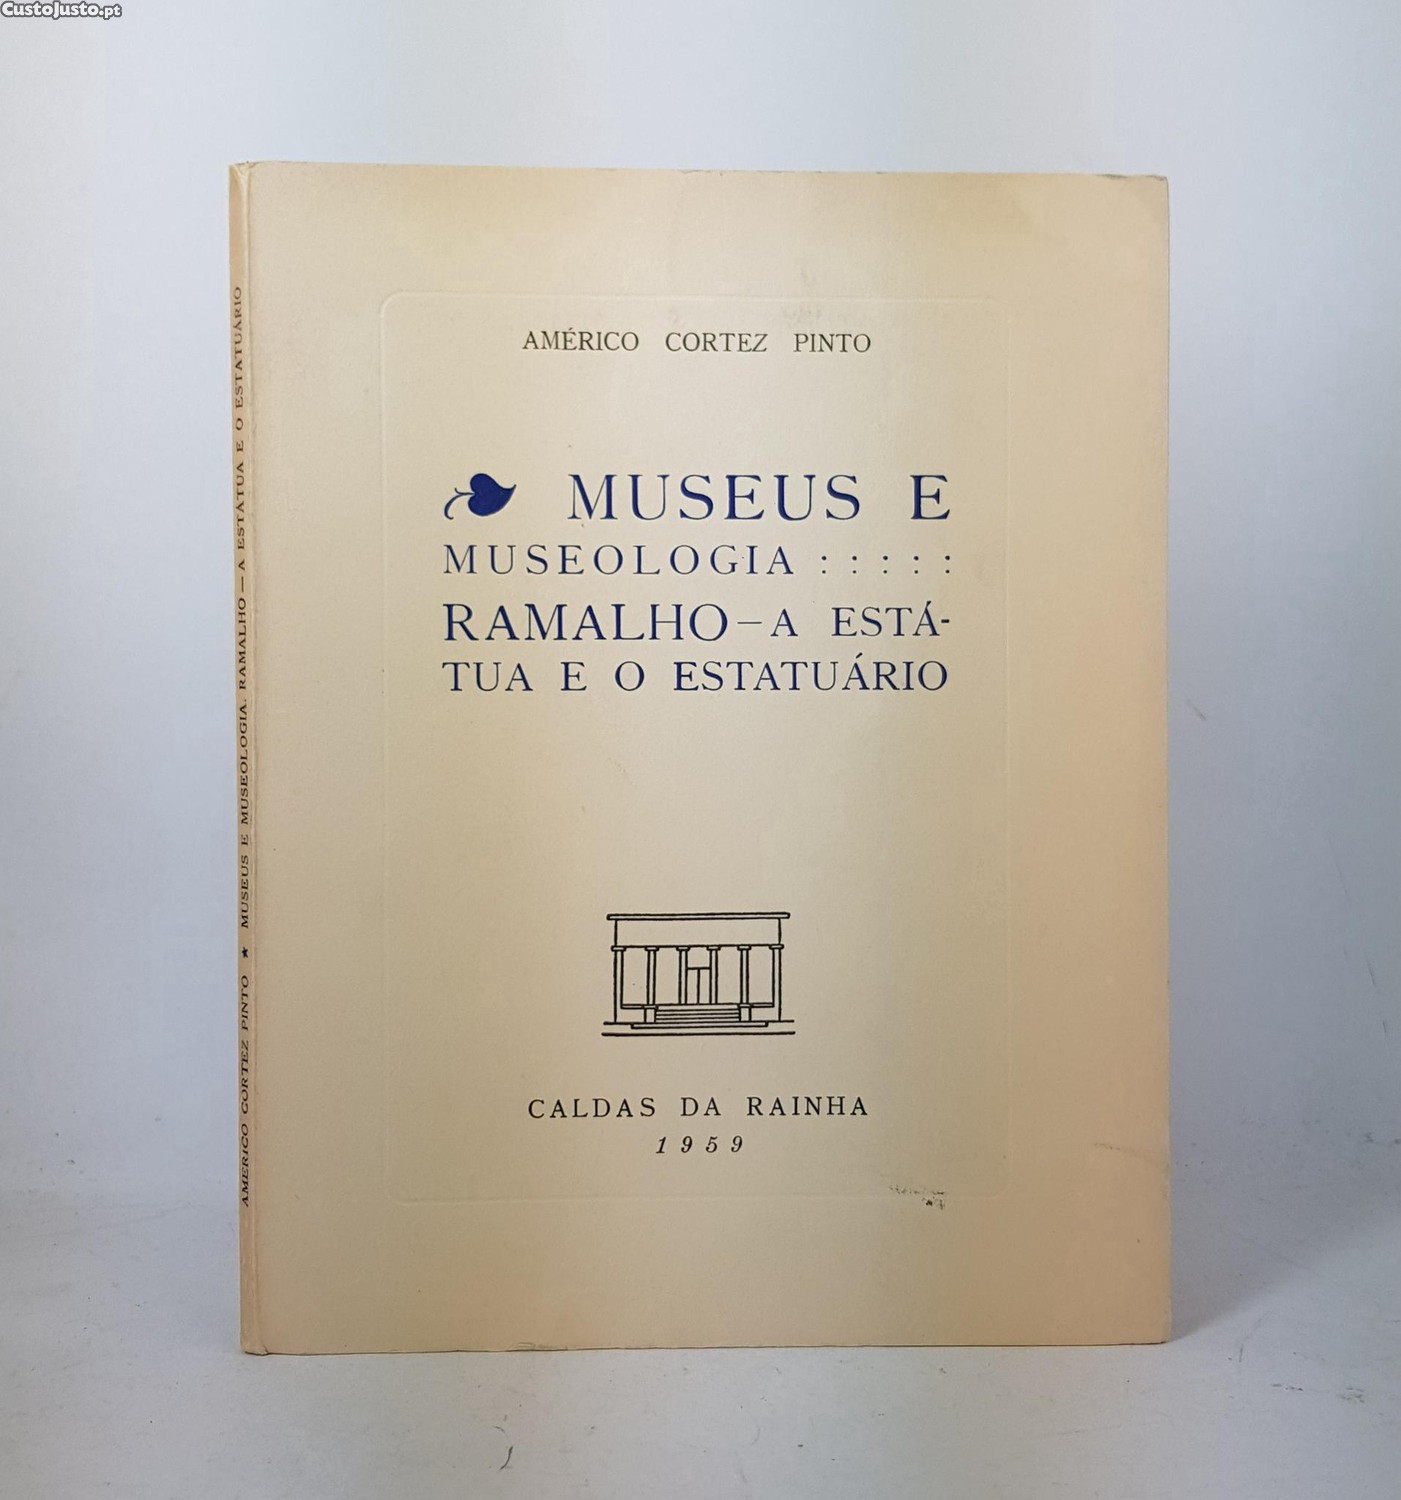 CustoJusto.pt
AMÉRICO CORTEZ PINTO
MUSEUS E
MUSEOLOGIA : : : : :
RAMALHO — A ESTÁ-
TUA E O ESTATUÁRIO
CALDAS DA RAINHA
1959
AMÉRICO CORTEZ PINTO ★ MUSEUS E MUSEOLOGIA. RAMALHO — A ESTÁTUA E O ESTATUÁRIO